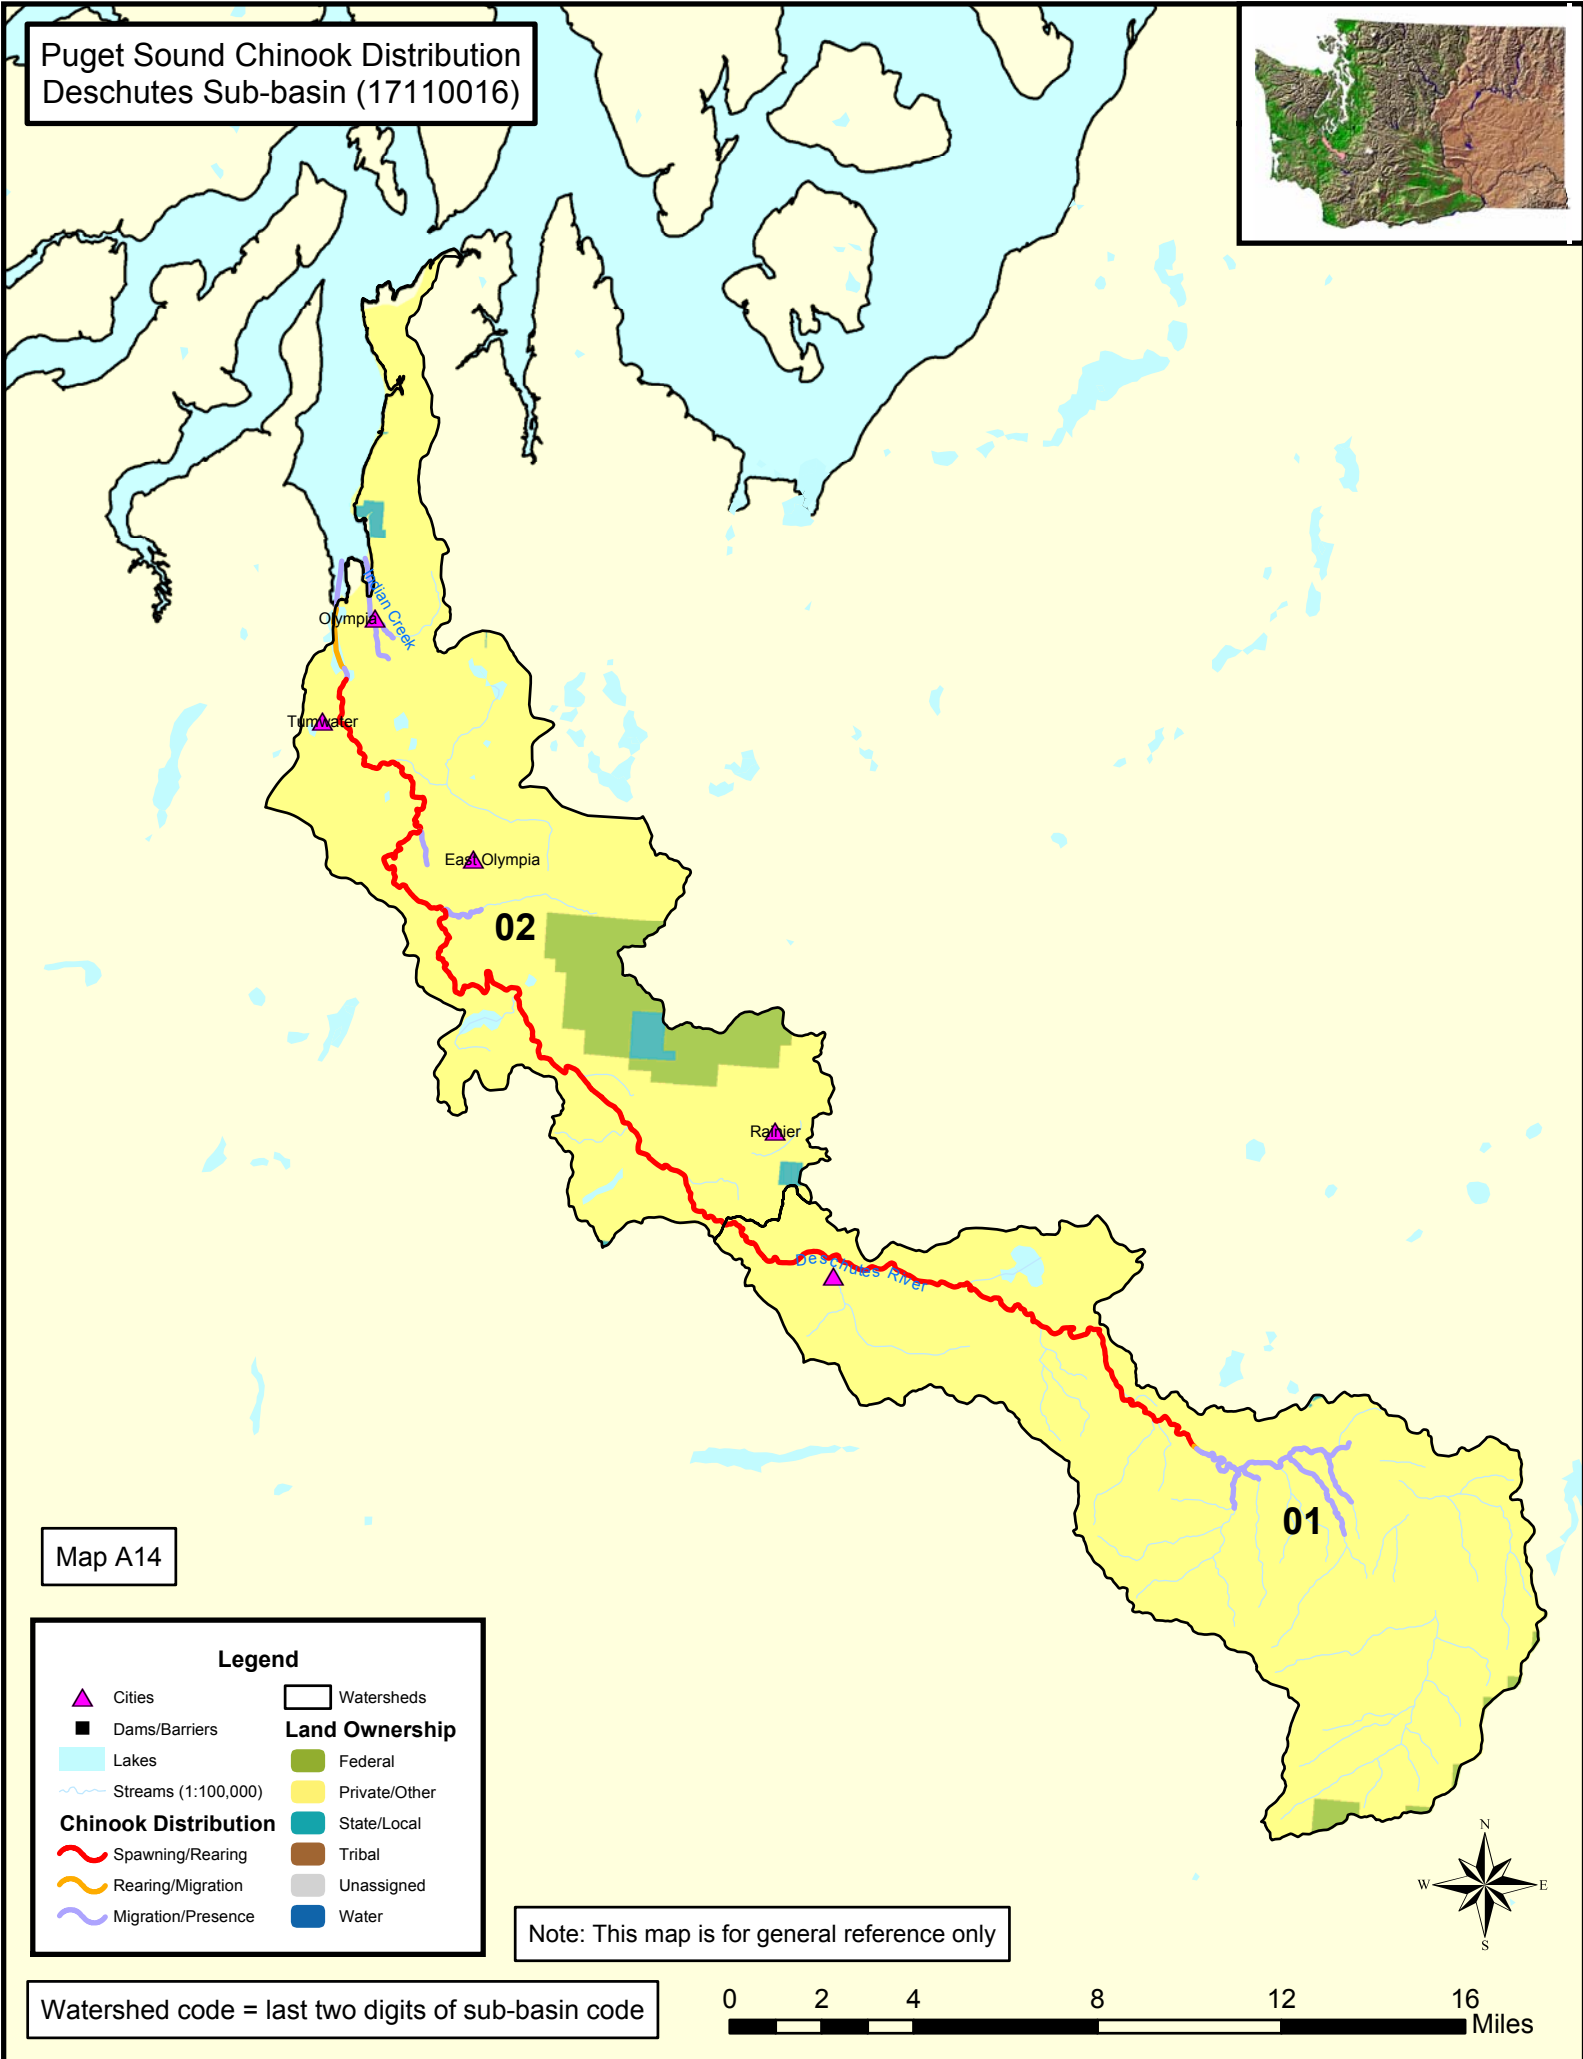 Puget Sound Chinook Distribution
Deschutes Sub-basin (17110016)
Indian Creek
Olympia
Tumwater
East Olympia
02
Rainier
Deschutes River
01
Map A14
Legend
Cities
Dams/Barriers
Lakes
Streams (1:100,000)
Chinook Distribution
Spawning/Rearing
Rearing/Migration
Migration/Presence
Watersheds
Land Ownership
Federal
Private/Other
State/Local
Tribal
Unassigned
Water
N
W
E
S
Note: This map is for general reference only
Watershed code = last two digits of sub-basin code
0 2 4 8 12 16
Miles